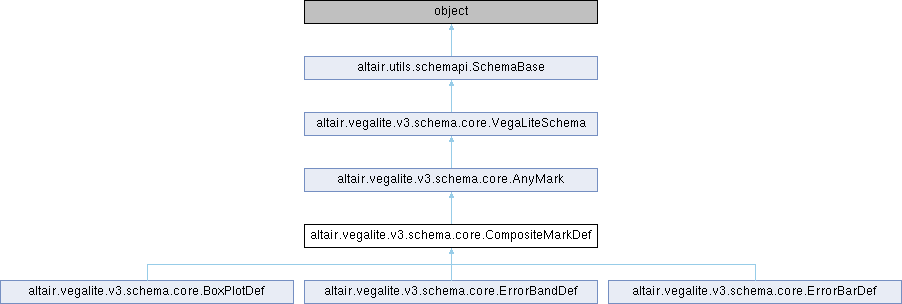 object
altair.utils.schemapi.SchemaBase
altair.vegalite.v3.schema.core.VegaLiteSchema
altair.vegalite.v3.schema.core.AnyMark
altair.vegalite.v3.schema.core.CompositeMarkDef
altair.vegalite.v3.schema.core.BoxPlotDef
altair.vegalite.v3.schema.core.ErrorBandDef
altair.vegalite.v3.schema.core.ErrorBarDef